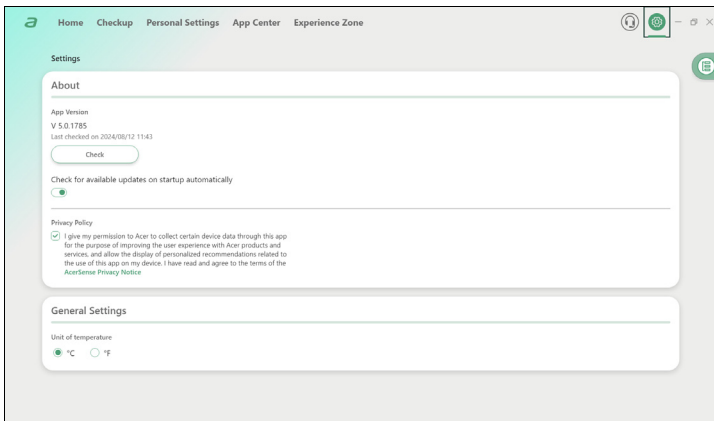 a Home Checkup Personal Settings App Center Experience Zone
Settings
About
App Version
V 5.0.1785
Last checked on 2024/08/12 11:43
Check
Check for available updates on startup automatically
Privacy Policy
I give my permission to Acer to collect certain device data through this app
for the purpose of improving the user experience with Acer products and
services, and allow the display of personalized recommendations related to
the use of this app on my device. I have read and agree to the terms of the
AcerSense Privacy Notice
General Settings
Unit of temperature
°C °F